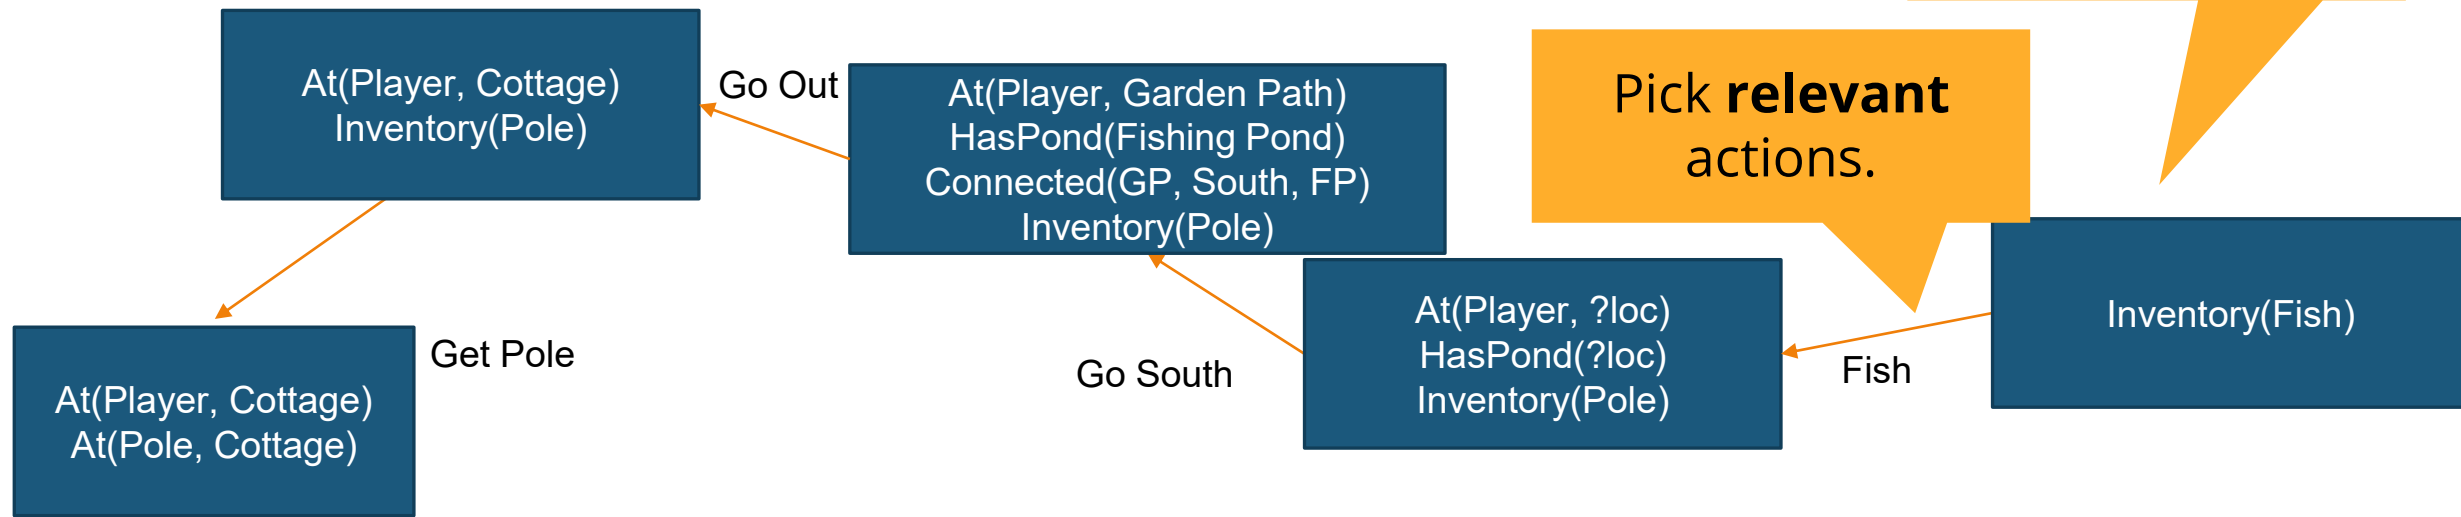 At(Player, Cottage)
Inventory(Pole)
Go Out
At(Player, Garden Path)
HasPond(Fishing Pond)
Connected(GP, South, FP)
Inventory(Pole)
Pick relevant
actions.
At(Player, ?loc)
HasPond(?loc)
Inventory(Pole)
Inventory(Fish)
Get Pole
Go South
Fish
At(Player, Cottage)
At(Pole, Cottage)